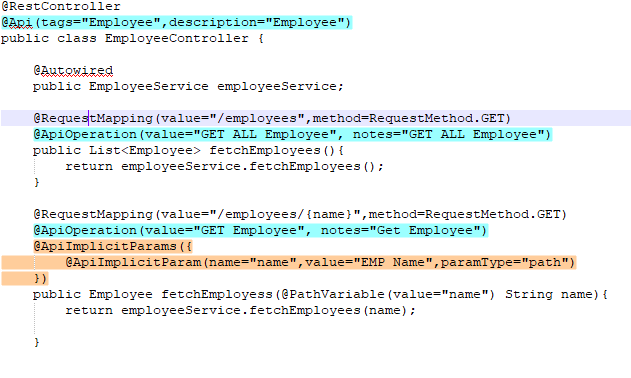 @RestController
@Api(tags="Employee",description="Employee")
public class EmployeeController {
@Autowired
public EmployeeService employeeService;
@RequestMapping(value="/employees",method=RequestMethod.GET)
@ApiOperation(value="GET ALL Employee", notes="GET ALL Employee")
public List<Employee> fetchEmployees(){
return employeeService.fetchEmployees();
}
@RequestMapping(value="/employees/{name}",method=RequestMethod.GET)
@ApiOperation(value="GET Employee", notes="Get Employee")
@ApiImplicitParams({
@ApiImplicitParam(name="name",value="EMP Name",paramType="path")
})
public Employee fetchEmployess(@PathVariable(value="name") String name){
return employeeService.fetchEmployees(name);
}